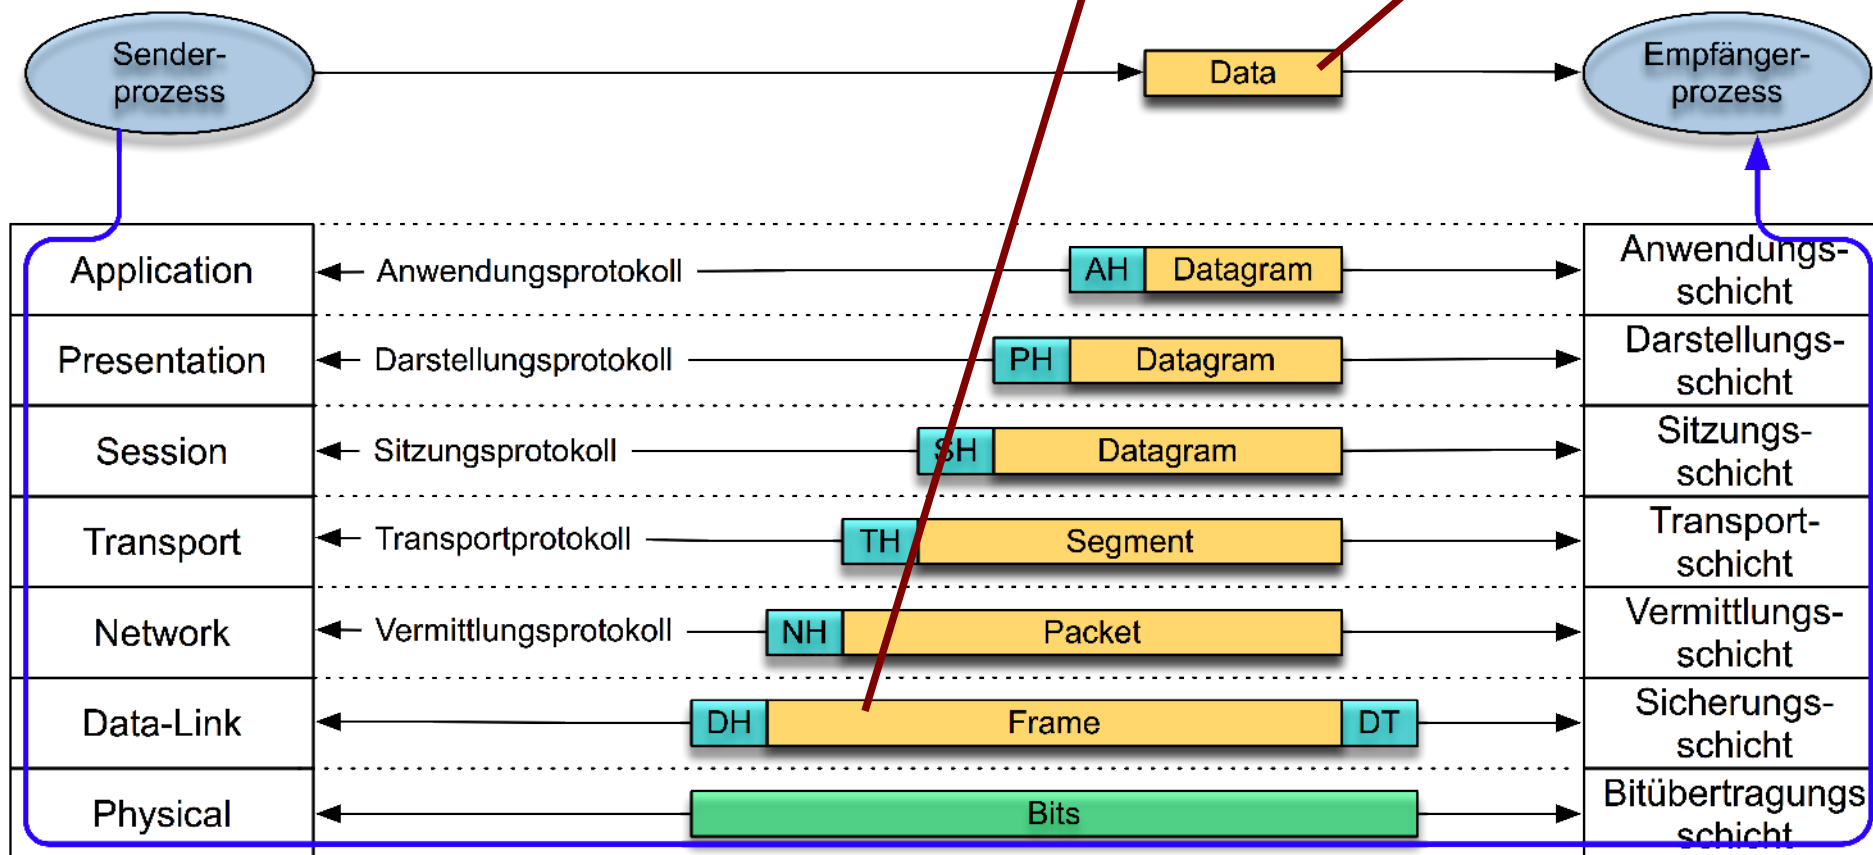 Sender-
prozess
Data
Empfänger-
prozess
Application
Anwendungsprotokoll
AH
Datagram
Anwendungs-
schicht
Presentation
Darstellungsprotokoll
PH
Datagram
Darstellungs-
schicht
Session
Sitzungsprotokoll
SH
Datagram
Sitzungs-
schicht
Transport
Transportprotokoll
TH
Segment
Transport-
schicht
Network
Vermittlungsprotokoll
NH
Packet
Vermittlungs-
schicht
Data-Link
DH
Frame
DT
Sicherungs-
schicht
Physical
Bits
Bitübertragungs
schicht